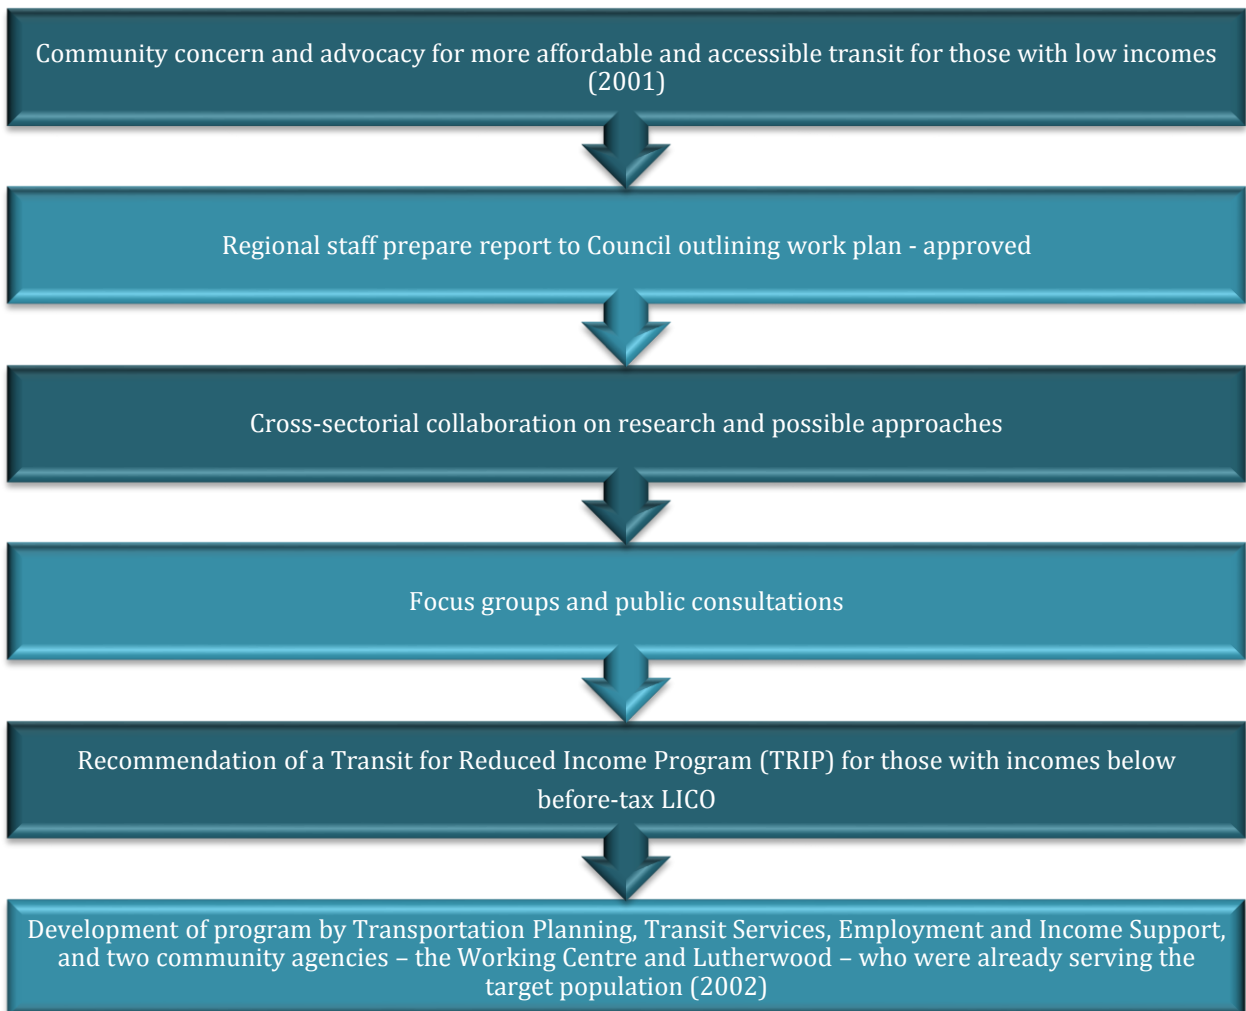 Community concern and advocacy for more affordable and accessible transit for those with low incomes
(2001)
Regional staff prepare report to Council outlining work plan - approved
Cross-sectorial collaboration on research and possible approaches
Focus groups and public consultations
Recommendation of a Transit for Reduced Income Program (TRIP) for those with incomes below
before-tax LICO
Development of program by Transportation Planning, Transit Services, Employment and Income Support,
and two community agencies – the Working Centre and Lutherwood – who were already serving the
target population (2002)